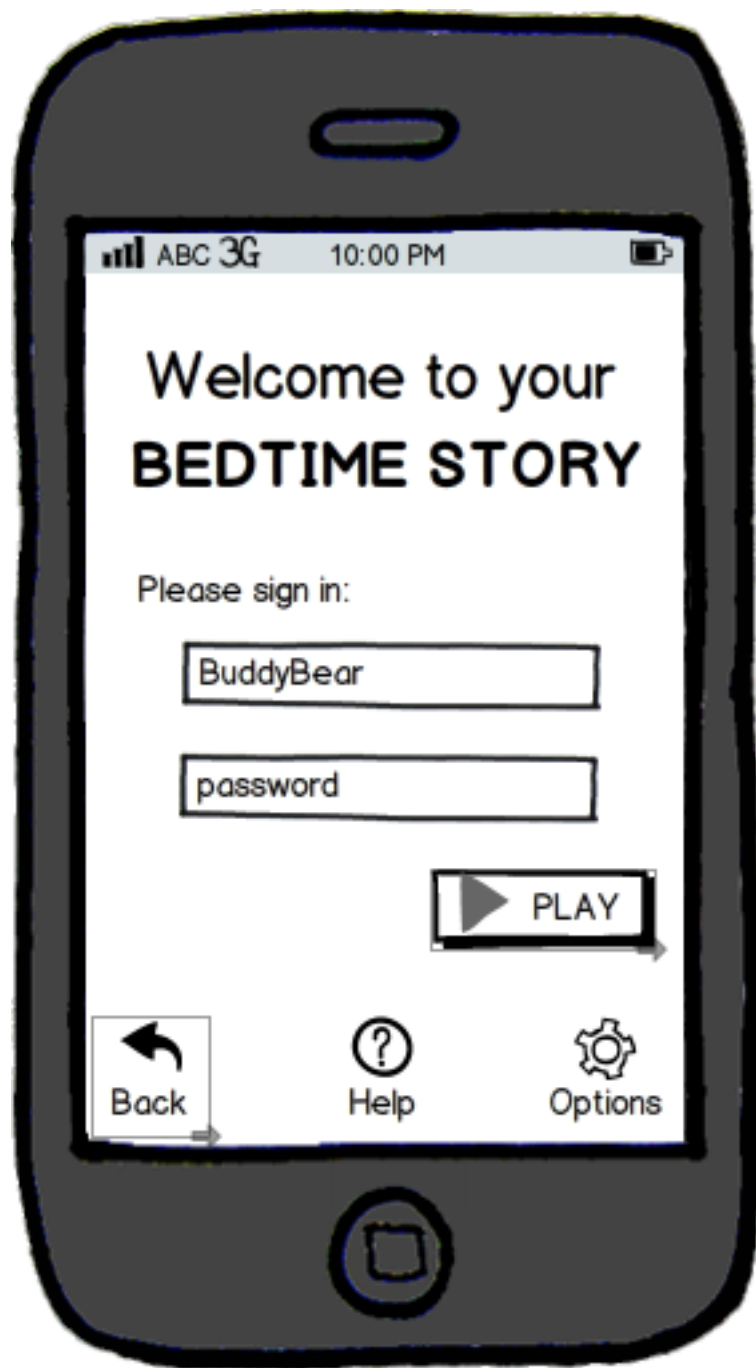 ABC 3G 10:00 PM
Welcome to your
BEDTIME STORY
Please sign in:
BuddyBear
password
PLAY
Back Help Options